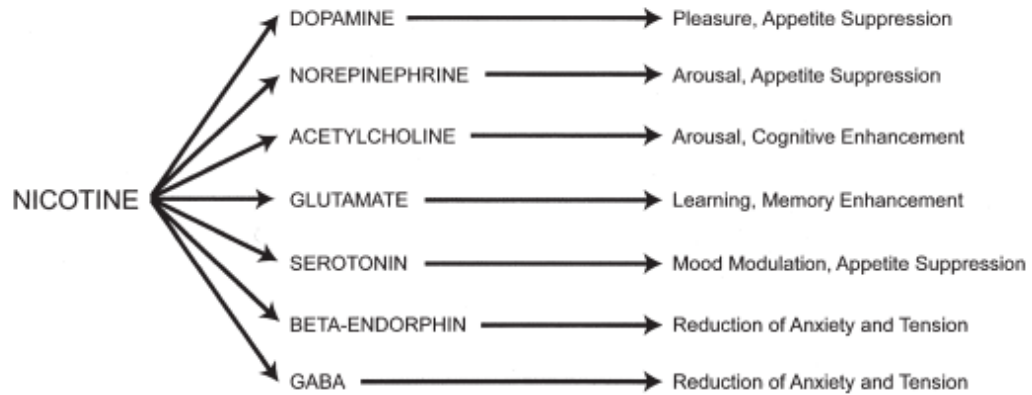 DOPAMINE Pleasure, Appetite Suppression
NOREPINEPHRINE Arousal, Appetite Suppression
ACETYLCHOLINE Arousal, Cognitive Enhancement
NICOTINE GLUTAMATE Learning, Memory Enhancement
SEROTONIN Mood Modulation, Appetite Suppression
BETA-ENDORPHIN Reduction of Anxiety and Tension
GABA Reduction of Anxiety and Tension